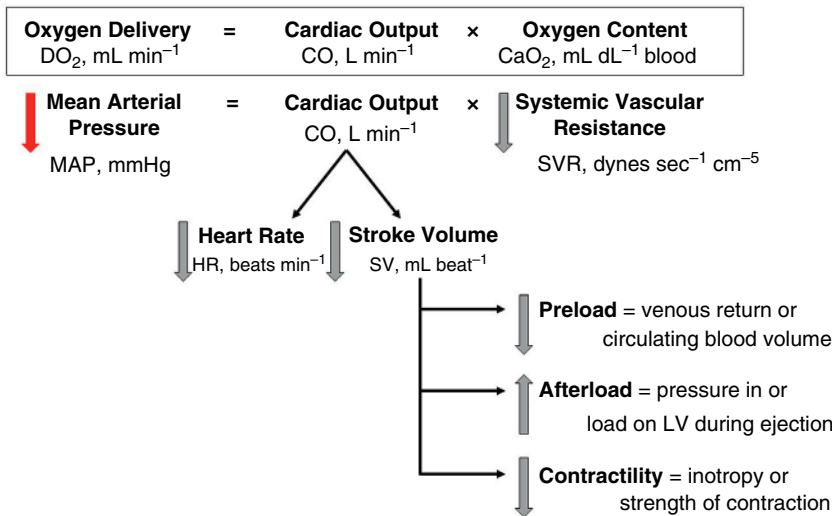 Oxygen Delivery = Cardiac Output × Oxygen Content
DO₂, mL min⁻¹ CO, L min⁻¹ CaO₂, mL dL⁻¹ blood
Mean Arterial Pressure = Cardiac Output × Systemic Vascular Resistance
MAP, mmHg CO, L min⁻¹ SVR, dynes sec⁻¹ cm⁻⁵
Heart Rate Stroke Volume
HR, beats min⁻¹ SV, mL beat⁻¹
Preload = venous return or
circulating blood volume
Afterload = pressure in or
load on LV during ejection
Contractility = inotropy or
strength of contraction